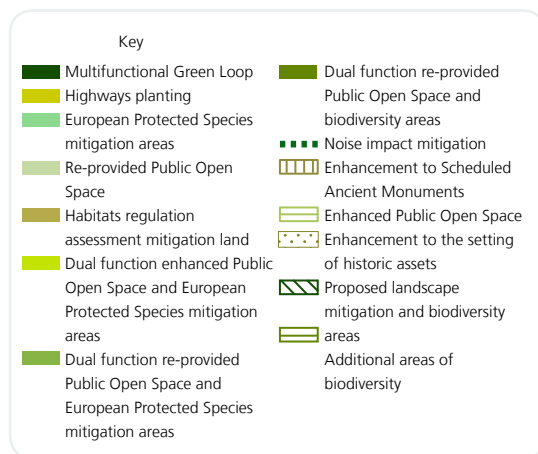 Key
Multifunctional Green Loop
Highways planting
European Protected Species
mitigation areas
Re-provided Public Open
Space
Habitats regulation
assessment mitigation land
Dual function enhanced Public
Open Space and European
Protected Species mitigation
areas
Dual function re-provided
Public Open Space and
European Protected Species
mitigation areas
Dual function re-provided
Public Open Space and
biodiversity areas
Noise impact mitigation
Enhancement to Scheduled
Ancient Monuments
Enhanced Public Open Space
Enhancement to the setting
of historic assets
Proposed landscape
mitigation and biodiversity
areas
Additional areas of
biodiversity